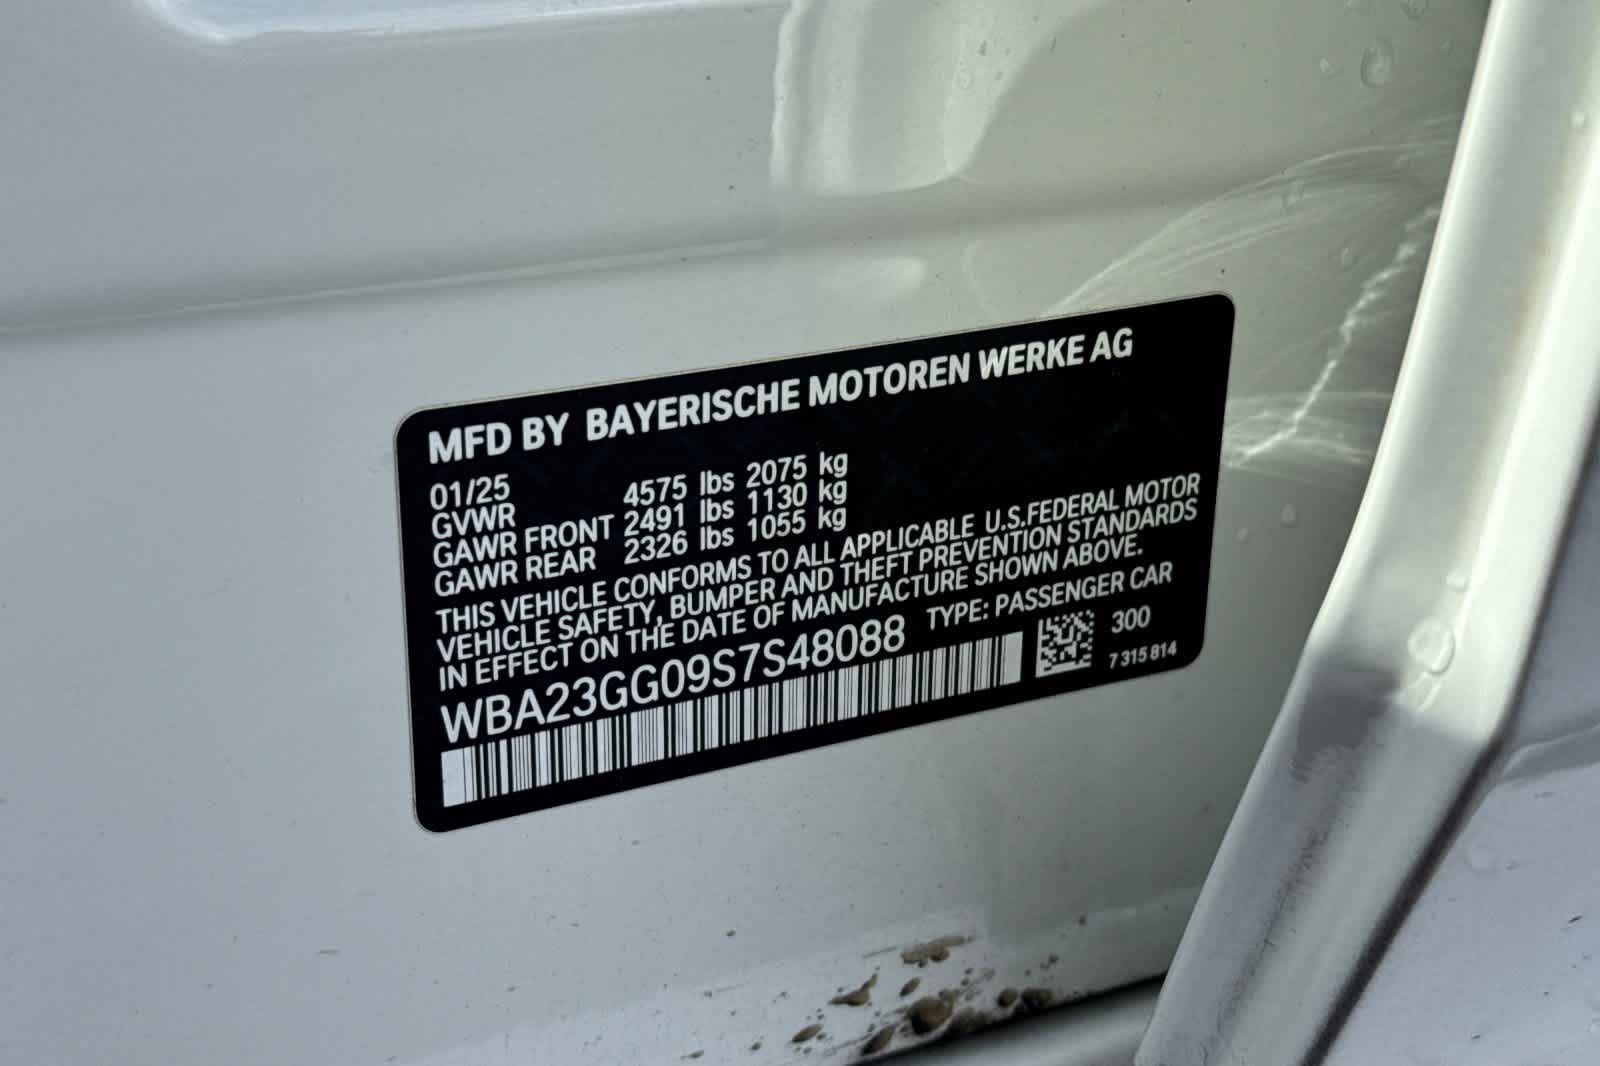 MFD BY BAYERISCHE MOTOREN WERKE AG
01/25
GVWR 4575 lbs 2075 kg
GAWR FRONT 2491 lbs 1130 kg
GAWR REAR 2326 lbs 1055 kg
THIS VEHICLE CONFORMS TO ALL APPLICABLE U.S.FEDERAL MOTOR
VEHICLE SAFETY, BUMPER AND THEFT PREVENTION STANDARDS
IN EFFECT ON THE DATE OF MANUFACTURE SHOWN ABOVE.
WBA23GG09S7S48088 TYPE: PASSENGER CAR
300
7 315 814